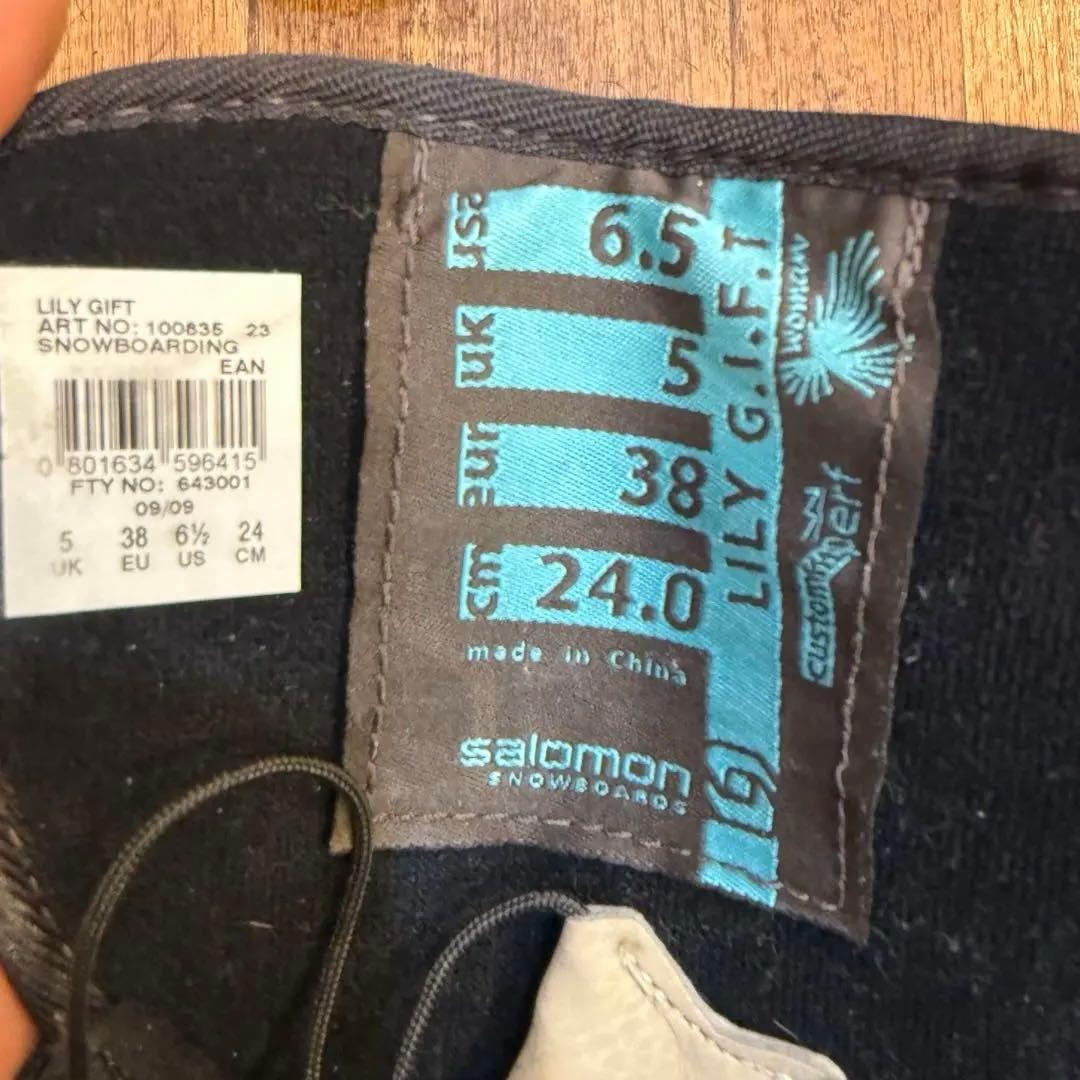 LILY GIFT
ART NO: 100835 23
SNOWBOARDING
EAN
0 801634 596415
FTY NO: 643001
09/09
5 38 6½ 24
UK EU US CM
usa 6.5
uk 5
eur 38
cm 24.0
made in China
salomon
SNOWBOARDS
LILY G.I.F.T
woman
custom